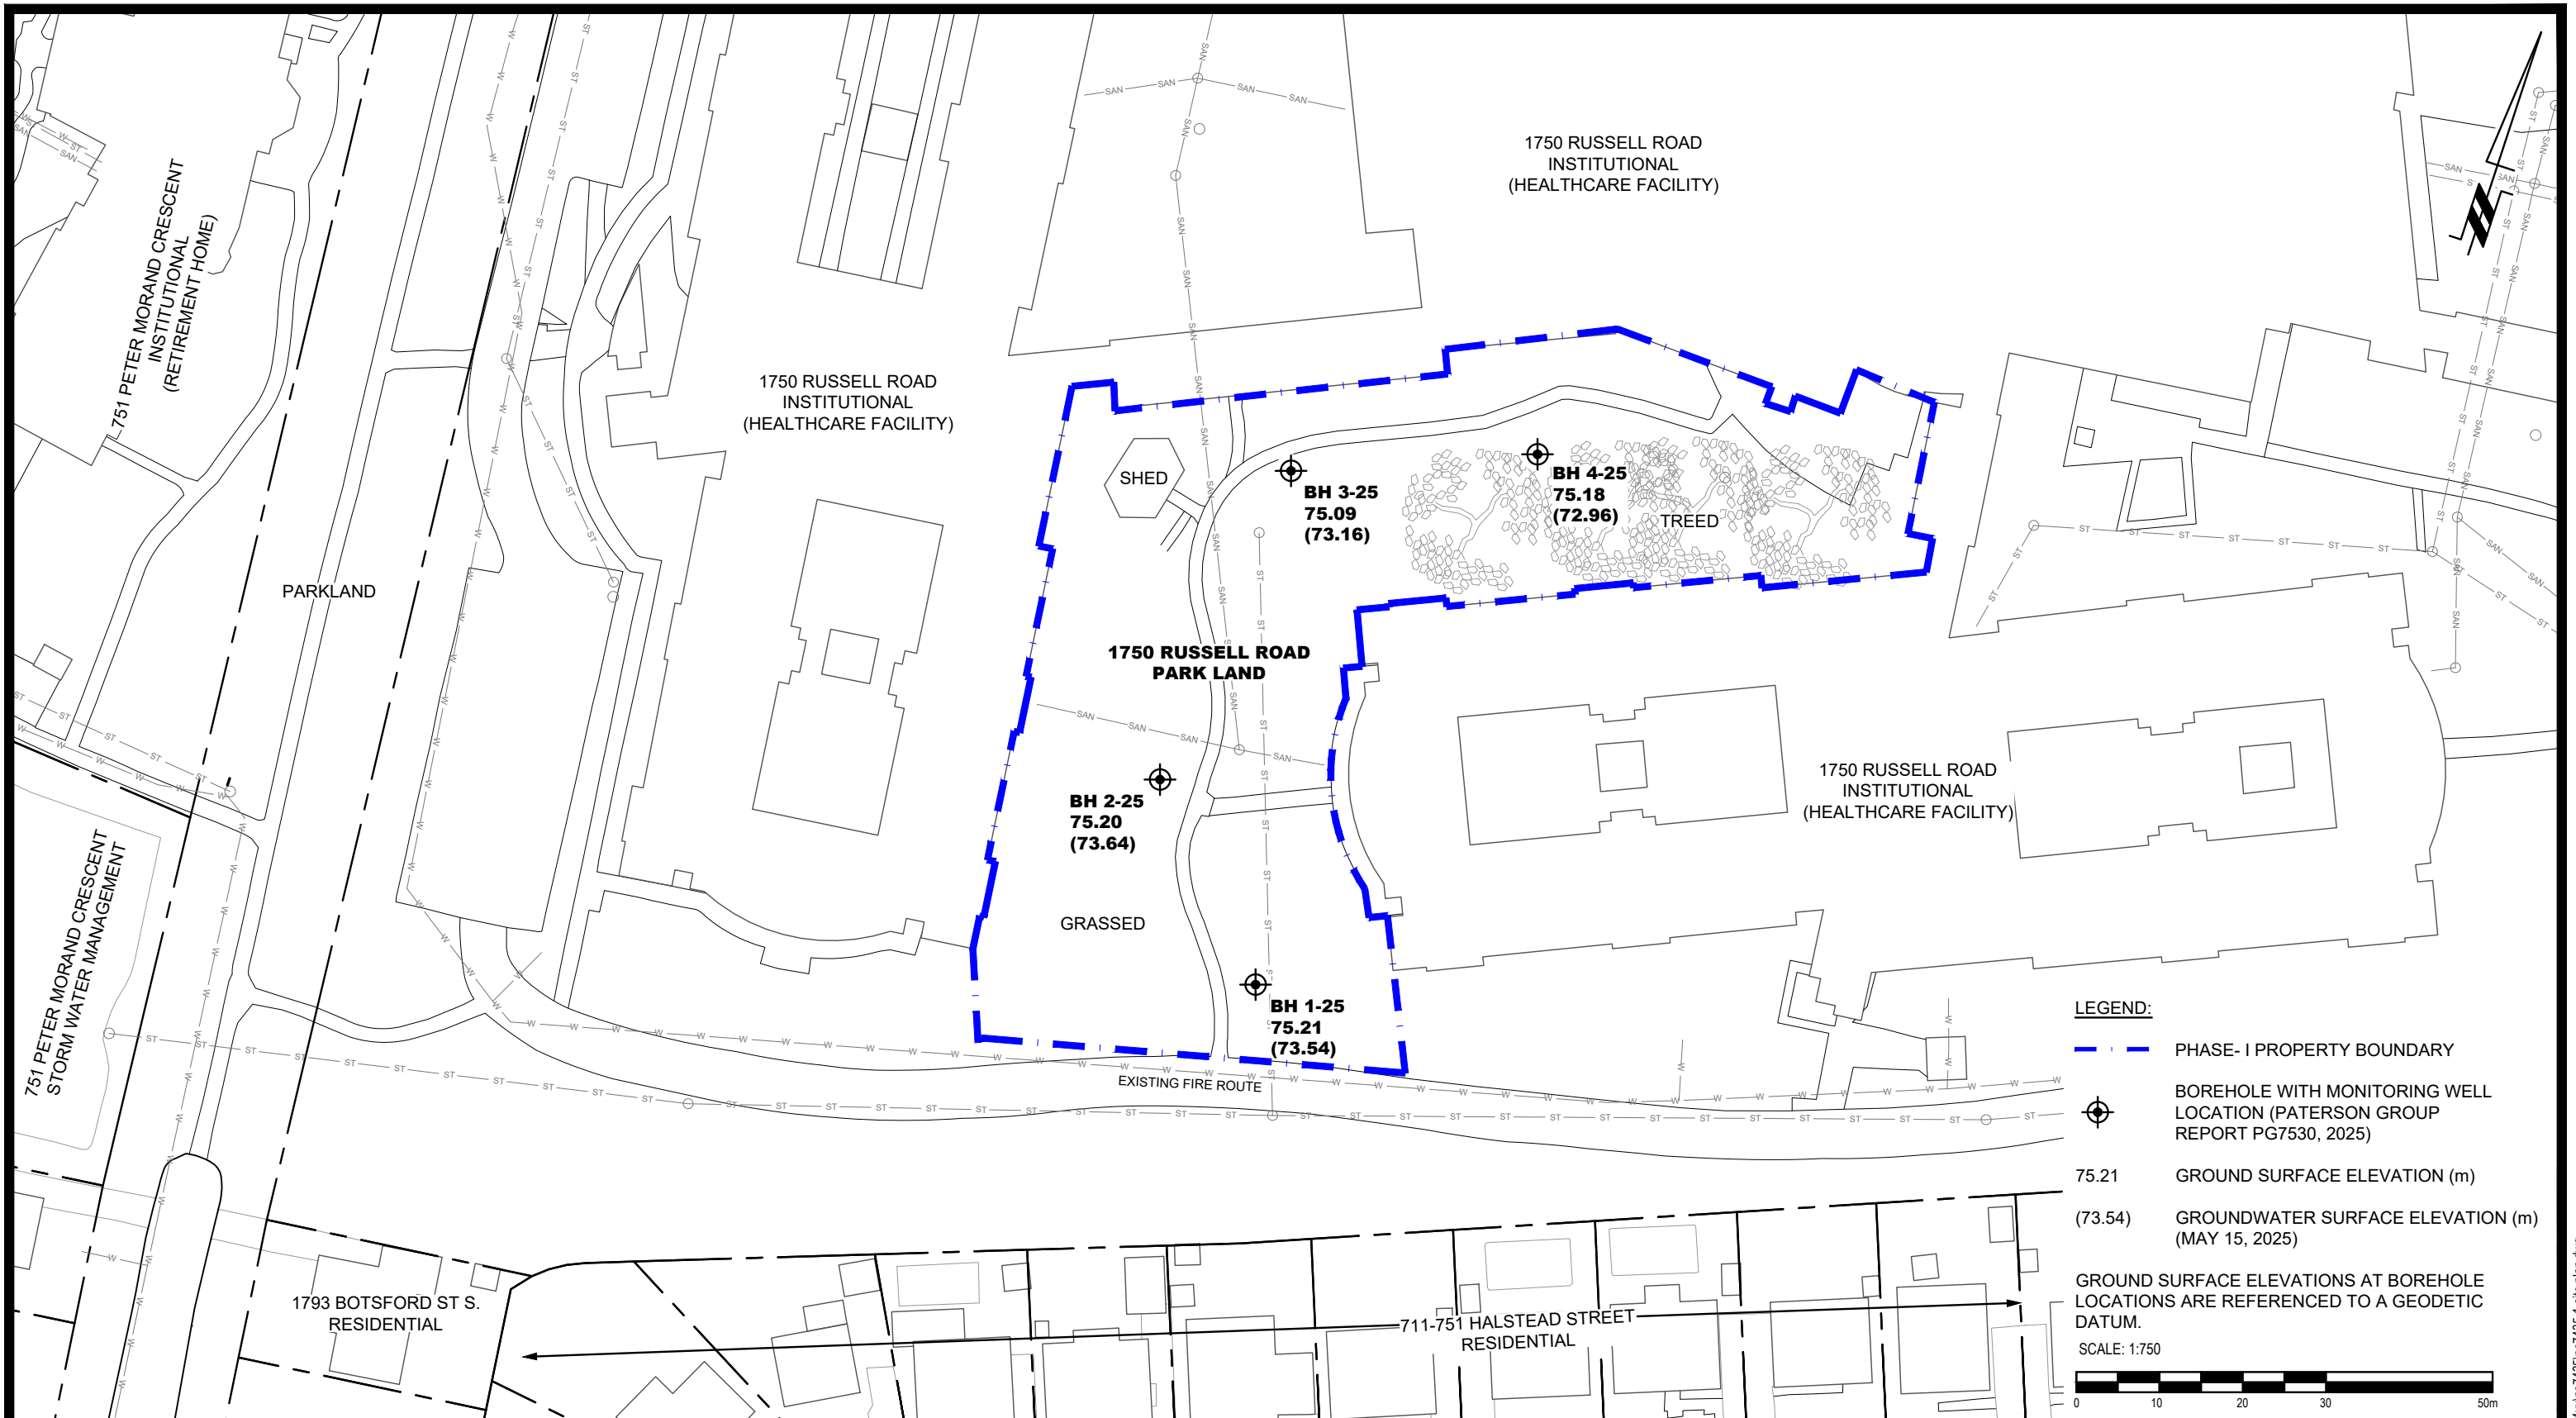 751 PETER MORAND CRESCENT
INSTITUTIONAL
(RETIREMENT HOME)
1750 RUSSELL ROAD
INSTITUTIONAL
(HEALTHCARE FACILITY)
1750 RUSSELL ROAD
INSTITUTIONAL
(HEALTHCARE FACILITY)
SHED
BH 3-25
75.09
(73.16)
BH 4-25
75.18
(72.96)
TREED
PARKLAND
1750 RUSSELL ROAD
PARK LAND
BH 2-25
75.20
(73.64)
1750 RUSSELL ROAD
INSTITUTIONAL
(HEALTHCARE FACILITY)
GRASSED
751 PETER MORAND CRESCENT
STORM WATER MANAGEMENT
BH 1-25
75.21
(73.54)
EXISTING FIRE ROUTE
1793 BOTSFORD ST S.
RESIDENTIAL
711-751 HALSTEAD STREET
RESIDENTIAL
LEGEND:
PHASE- I PROPERTY BOUNDARY
BOREHOLE WITH MONITORING WELL
LOCATION (PATERSON GROUP
REPORT PG7530, 2025)
75.21 GROUND SURFACE ELEVATION (m)
(73.54) GROUNDWATER SURFACE ELEVATION (m)
(MAY 15, 2025)
GROUND SURFACE ELEVATIONS AT BOREHOLE
LOCATIONS ARE REFERENCED TO A GEODETIC
DATUM.
SCALE: 1:750
0 10 20 30 50m